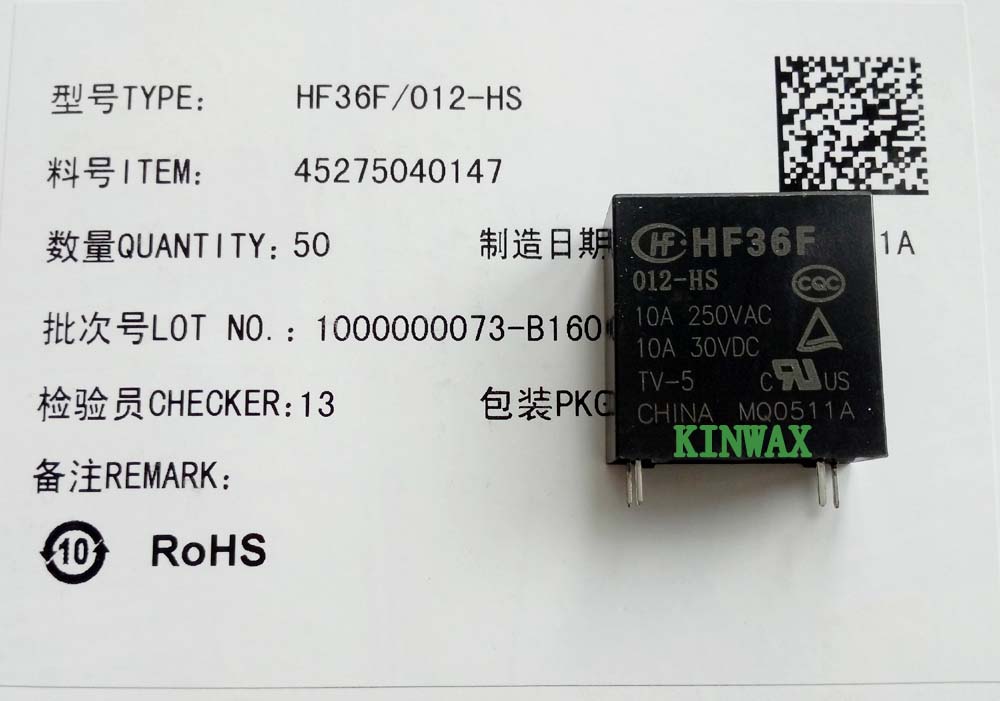 型号TYPE: HF36F/012-HS
料号ITEM: 45275040147
数量QUANTITY: 50 制造日期 1A
批次号LOT NO.: 1000000073-B160
检验员CHECKER:13 包装PKG
备注REMARK:
10 RoHS
HF HF36F
012-HS
CQC
10A 250VAC
10A 30VDC
TV-5 C RU US
CHINA MQ0511A
KINWAX